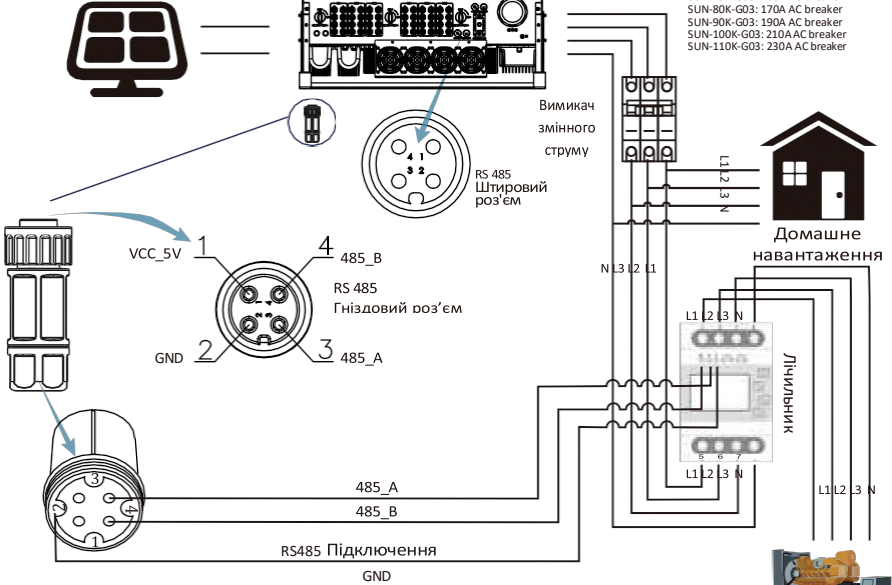 SUN-80K-G03: 170A AC breaker
SUN-90K-G03: 190A AC breaker
SUN-100K-G03: 210A AC breaker
SUN-110K-G03: 230A AC breaker
Вимикач
змінного
струму
4 1
3 2
RS 485
Штировий
роз'єм
L1
L2
L3
N
Домашне
навантаження
VCC_5V
1
4
485_B
RS 485
Гніздовий роз’єм
1 4
2 3
GND
2
3
485_A
N L3 L2 L1
L1 L2 L3 N
Лічильник
5 6 7
L1 L2 L3 N
L1 L2 L3 N
3
2
4
1
485_A
485_B
RS485 Підключення
GND